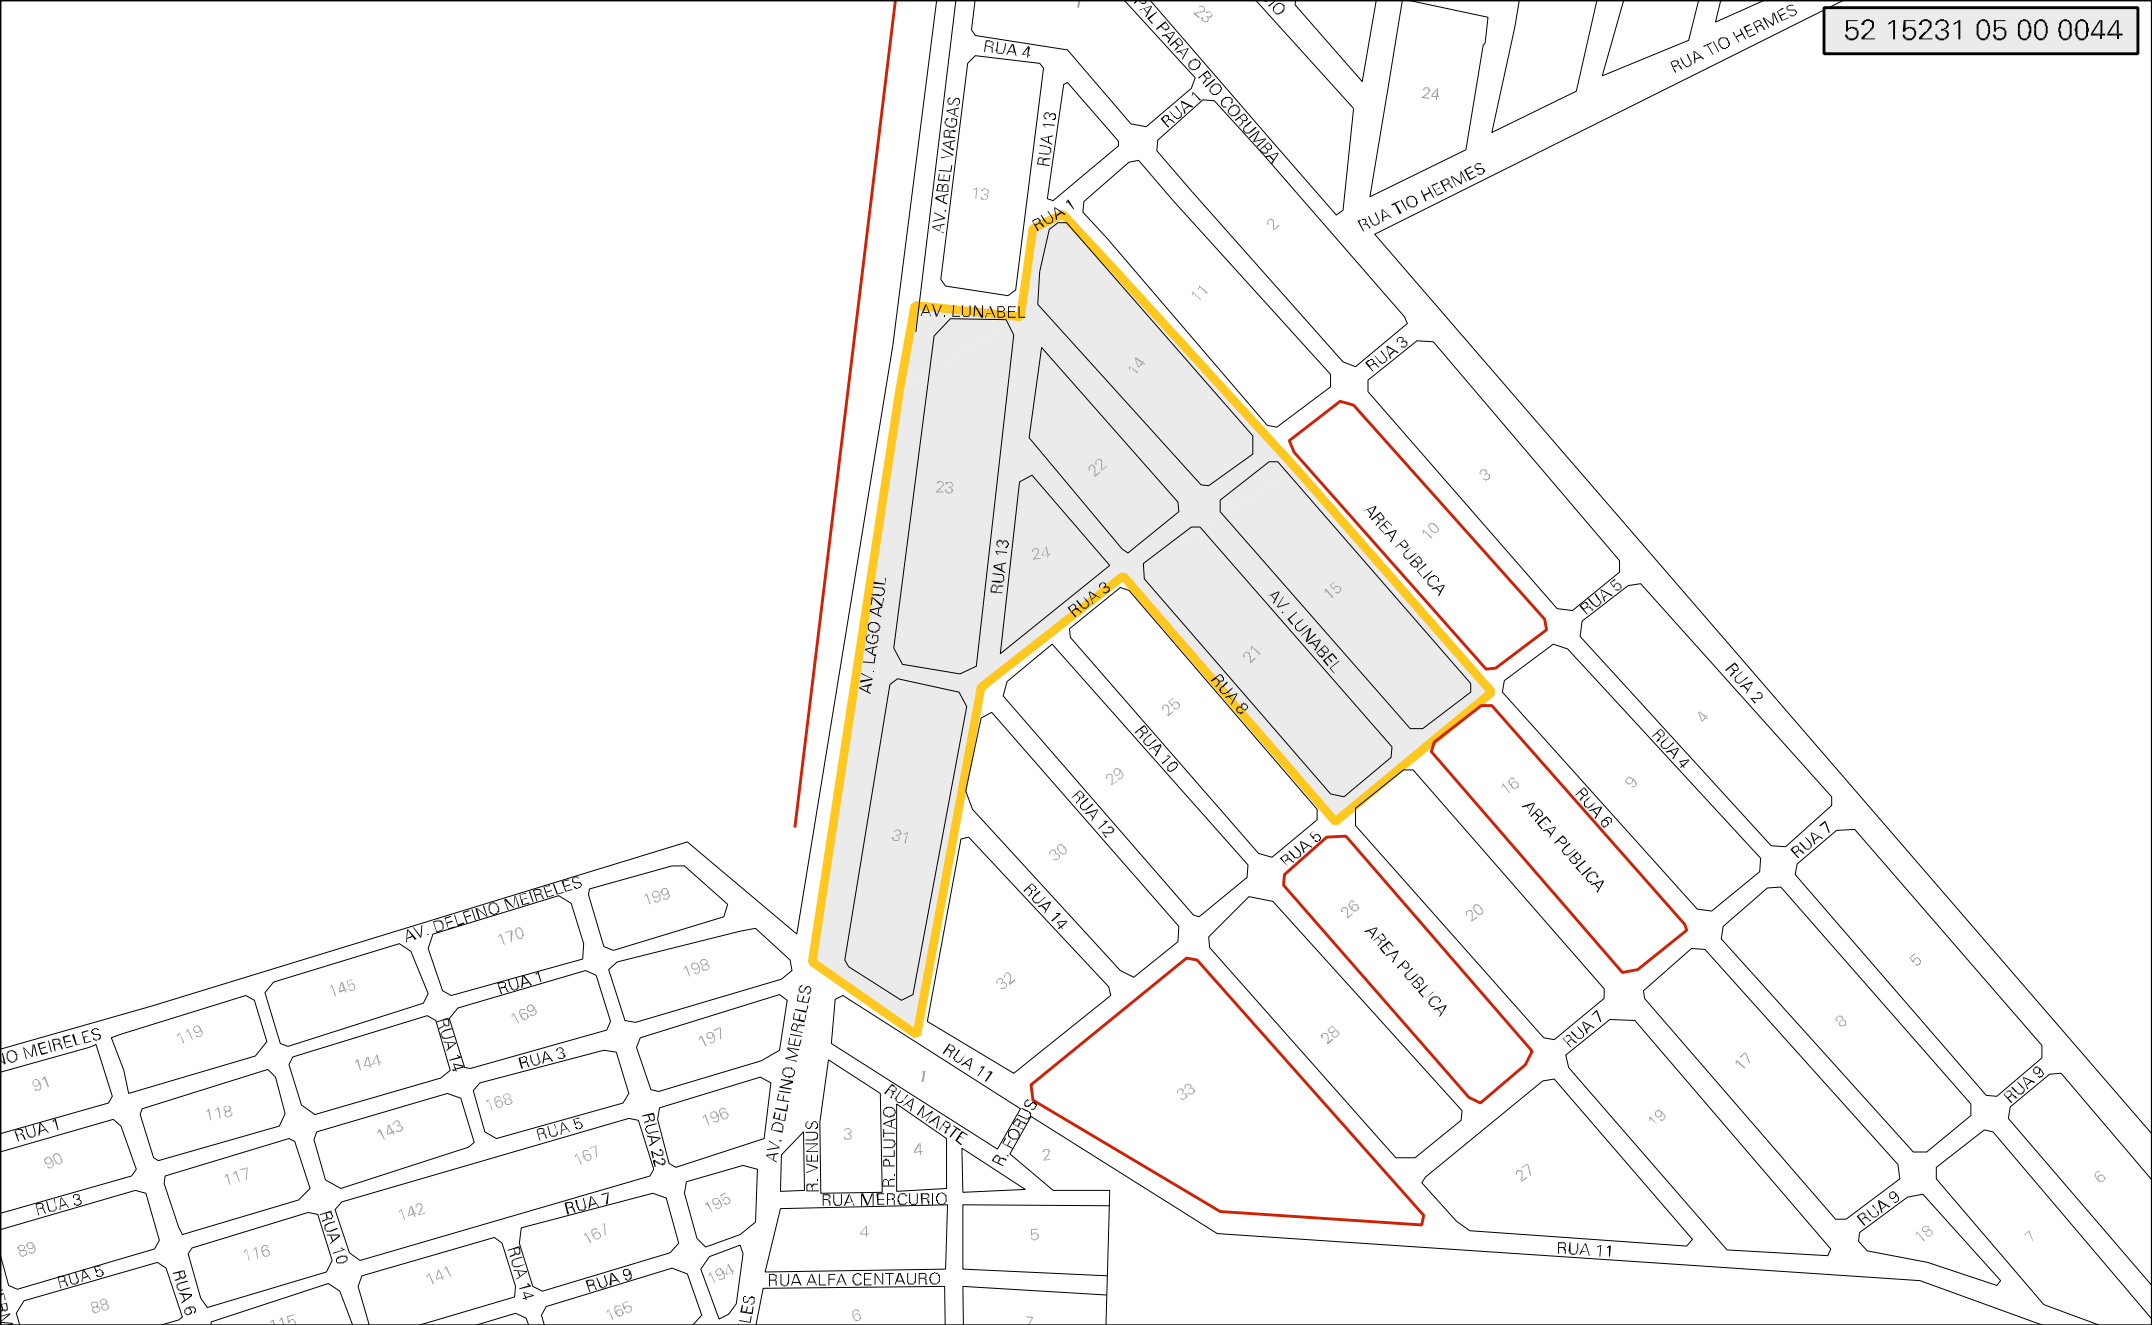 52 15231 05 00 0044
23
RUA TIO HERMES
RUA 4
PAL PARA O RIO CORUMBA
24
RUA 1
AV. ABEL VARGAS
RUA 13
13
RUA TIO HERMES
2
RUA 1
11
AV. LUNABEL
14
RUA 3
3
22
23
10
AREA PUBLICA
24
RUA 13
RUA 3
15
AV. LUNABEL
RUA 5
AV. LAGO AZUL
21
RUA 8
25
RUA 2
4
RUA 4
RUA 10
29
16
9
RUA 6
AREA PUBLICA
RUA 12
31
30
RUA 5
RUA 7
199
AV. DELFINO MEIRELES
170
RUA 14
26
20
AREA PUBLICA
5
198
145
RUA 1
32
169
AV. DELFINO MEIRELES
197
119
NO MEIRELES
RUA 14
144
RUA 3
RUA 11
28
RUA 7
8
17
91
1
33
RUA 9
168
118
RUA MARTE
R. FOBUS
19
196
143
RUA 5
RUA 1
3
R. VENUS
R. PLUTAO
4
2
RUA 22
167
90
117
27
6
RUA 3
142
RUA 7
195
RUA MERCURIO
RUA 9
18
7
167
4
5
RUA 10
116
89
RUA 11
RUA 5
141
RUA 14
RUA 9
194
RUA ALFA CENTAURO
RUA 6
88
165
6
7
115
LES